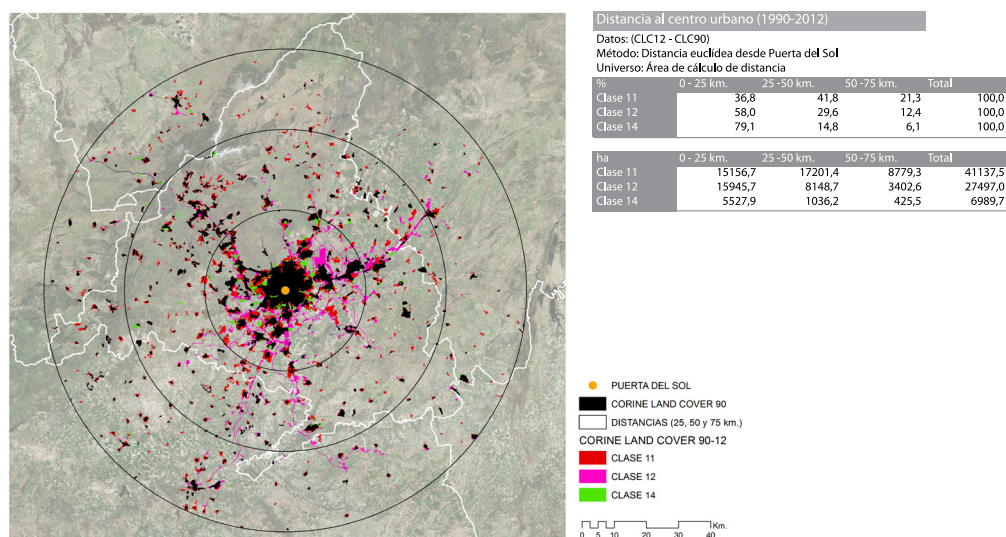 Distancia al centro urbano (1990-2012)
Datos: (CLC12 - CLC90)
Método: Distancia euclídea desde Puerta del Sol
Universo: Área de cálculo de distancia
% 0 - 25 km. 25 -50 km. 50 -75 km. Total
Clase 11 36,8 41,8 21,3 100,0
Clase 12 58,0 29,6 12,4 100,0
Clase 14 79,1 14,8 6,1 100,0
ha 0 - 25 km. 25 -50 km. 50 -75 km. Total
Clase 11 15156,7 17201,4 8779,3 41137,5
Clase 12 15945,7 8148,7 3402,6 27497,0
Clase 14 5527,9 1036,2 425,5 6989,7
PUERTA DEL SOL
CORINE LAND COVER 90
DISTANCIAS (25, 50 y 75 km.)
CORINE LAND COVER 90-12
CLASE 11
CLASE 12
CLASE 14
Km.
0 5 10 20 30 40